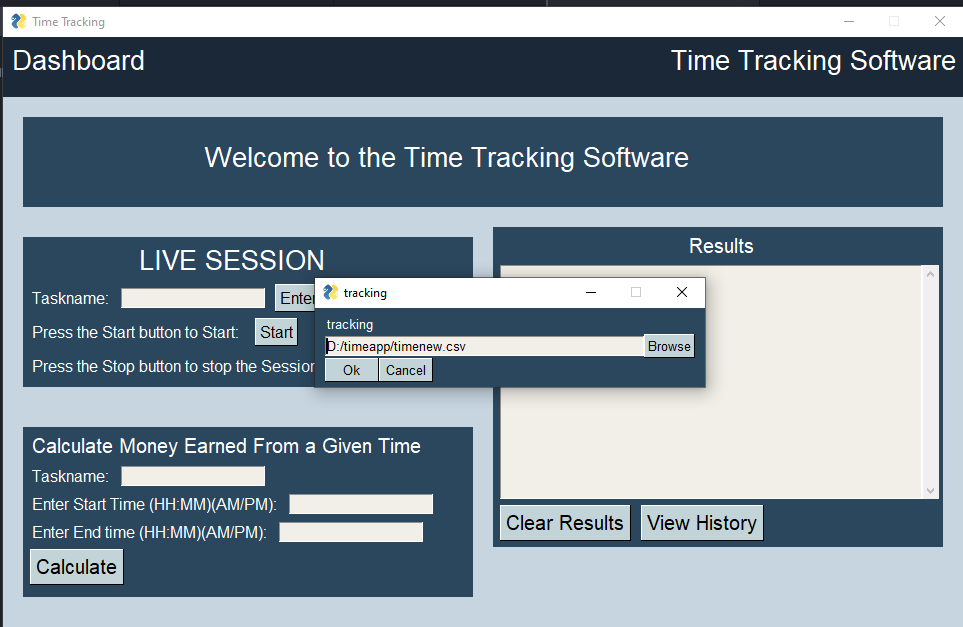 Time Tracking
Dashboard
Time Tracking Software
Welcome to the Time Tracking Software
LIVE SESSION
Taskname:
Enter
Press the Start button to Start:
Start
Press the Stop button to stop the Session
Calculate Money Earned From a Given Time
Taskname:
Enter Start Time (HH:MM)(AM/PM):
Enter End time (HH:MM)(AM/PM):
Calculate
Results
Clear Results
View History
tracking
tracking
D:/timeapp/timenew.csv
Browse
Ok
Cancel